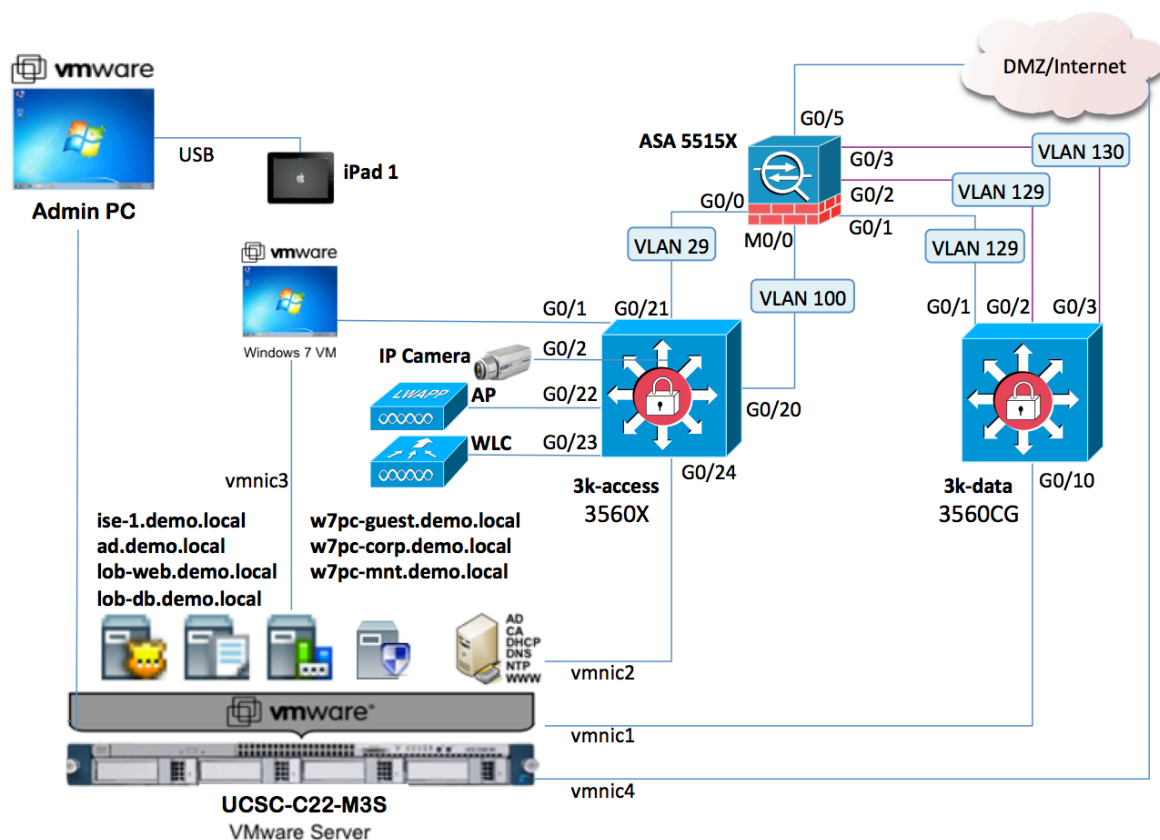 vmware
DMZ/Internet
G0/5
ASA 5515X
USB
iPad 1
G0/3
VLAN 130
Admin PC
G0/0
G0/2
VLAN 129
M0/0
G0/1
VLAN 29
VLAN 129
vmware
VLAN 100
G0/1
G0/21
G0/1
G0/2
G0/3
Windows 7 VM
IP Camera
G0/2
LWAPP
AP
G0/22
G0/20
WLC
G0/23
G0/24
vmnic3
3k-access
3560X
3k-data
3560CG
G0/10
ise-1.demo.local
ad.demo.local
lob-web.demo.local
lob-db.demo.local
w7pc-guest.demo.local
w7pc-corp.demo.local
w7pc-mnt.demo.local
AD
CA
DHCP
DNS
NTP
WWW
vmnic2
vmware
vmnic1
vmnic4
UCSC-C22-M3S
VMware Server